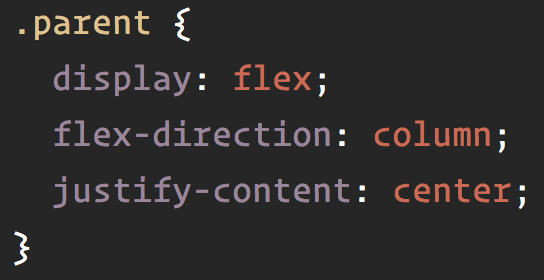 .parent {
  display: flex;
  flex-direction: column;
  justify-content: center;
}